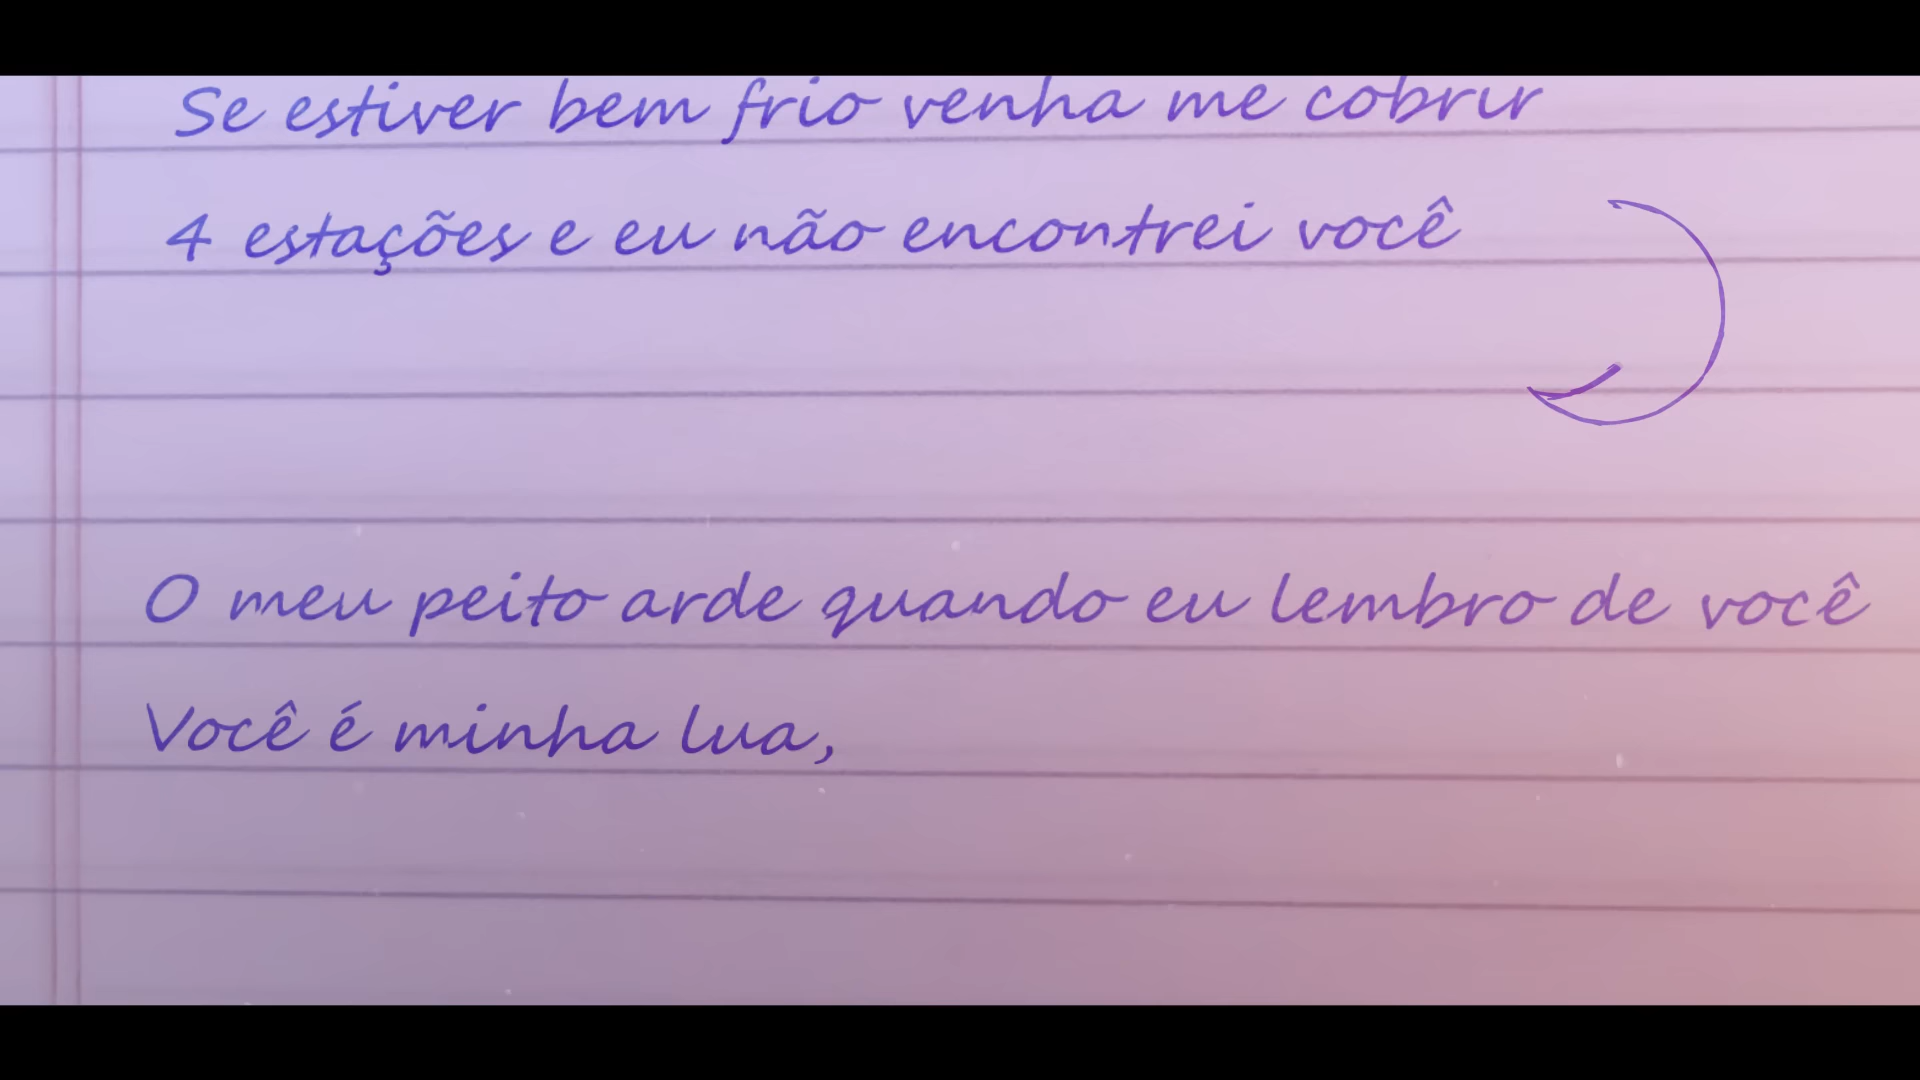 Se estiver bem frio venha me cobrir
4 estações e eu não encontrei você
O meu peito arde quando eu lembro de você
Você é minha lua,